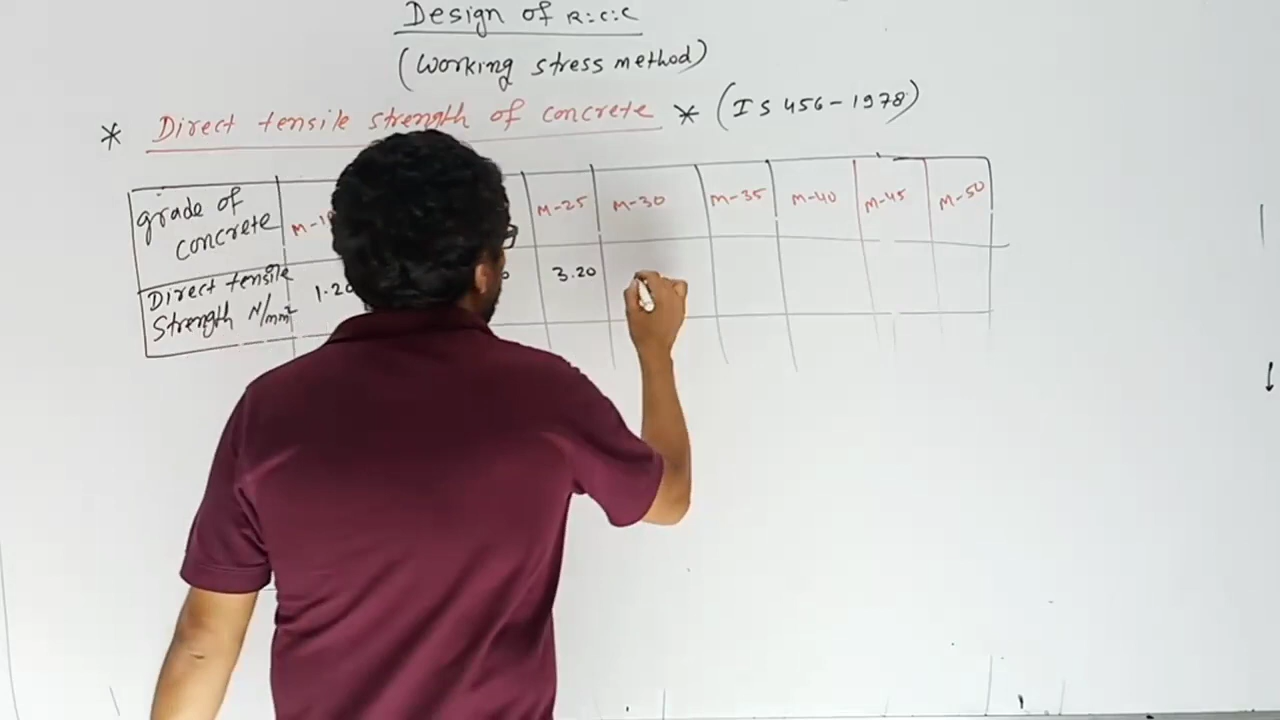 Design of R:C:C
(Working stress method)
* Direct tensile strength of concrete * (IS 456-1978)
grade of concrete M-25 M-30 M-35 M-40 M-45 M-50
Direct tensile Strength N/mm² 1.20 3.20